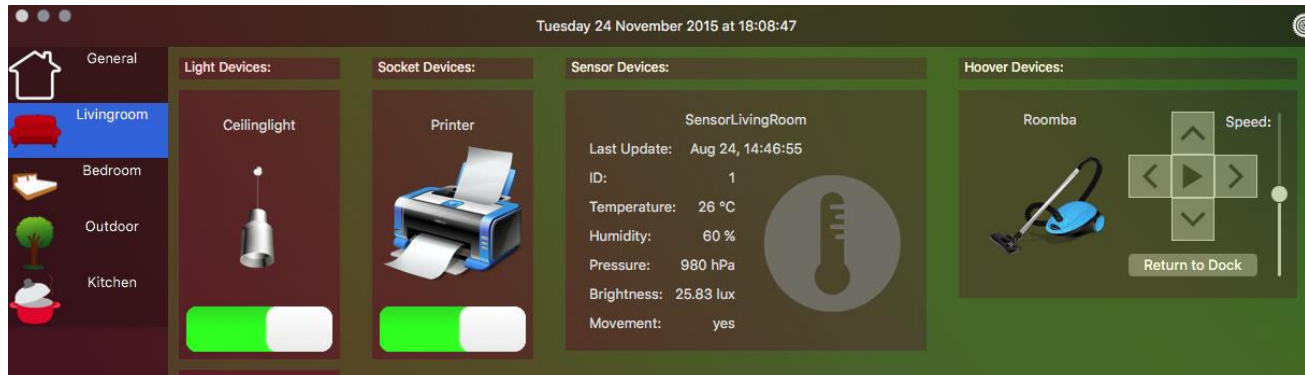 Tuesday 24 November 2015 at 18:08:47
General
Livingroom
Bedroom
Outdoor
Kitchen
Light Devices:
Ceilinglight
Socket Devices:
Printer
Sensor Devices:
SensorLivingRoom
Last Update: Aug 24, 14:46:55
ID: 1
Temperature: 26 °C
Humidity: 60 %
Pressure: 980 hPa
Brightness: 25.83 lux
Movement: yes
Hoover Devices:
Roomba
Speed:
Return to Dock